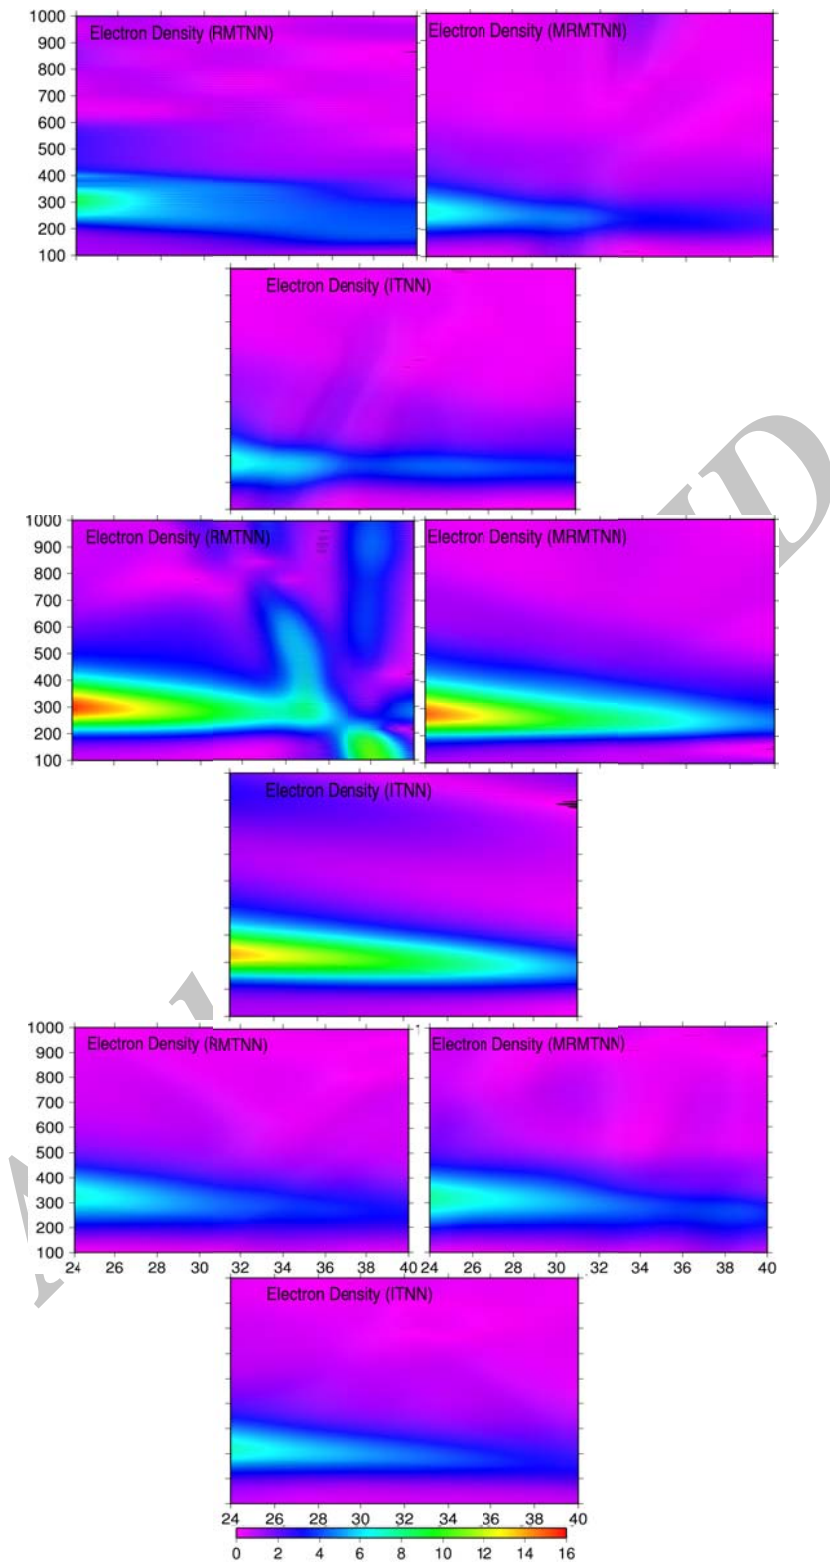 1000
900
800
700
600
500
400
300
200
100
Electron Density (RMTNN)
Electron Density (MRMTNN)
Electron Density (ITNN)
1000
900
800
700
600
500
400
300
200
100
Electron Density (RMTNN)
Electron Density (MRMTNN)
Electron Density (ITNN)
1000
900
800
700
600
500
400
300
200
100
Electron Density (RMTNN)
Electron Density (MRMTNN)
24 26 28 30 32 34 36 38 40
24 26 28 30 32 34 36 38 40
Electron Density (ITNN)
24 26 28 30 32 34 36 38 40
0 2 4 6 8 10 12 14 16